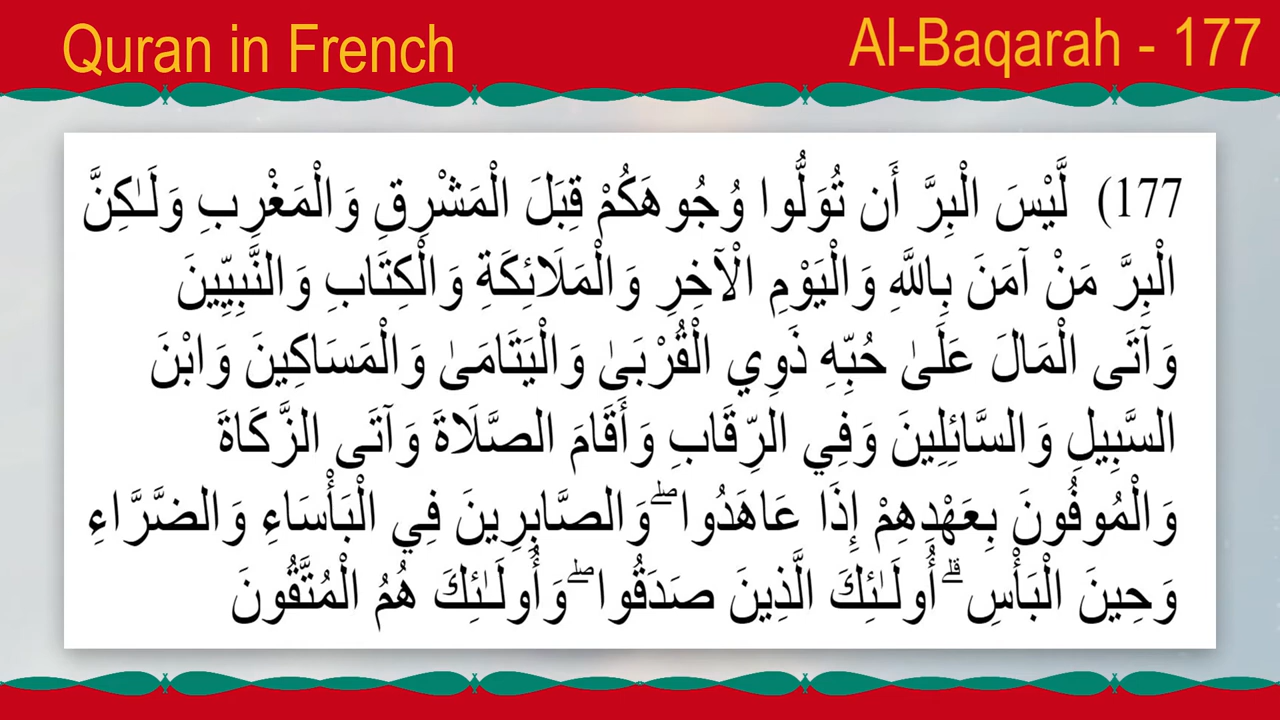 Quran in French
Al-Baqarah - 177
177) لَّيْسَ الْبِرَّ أَن تُوَلُّوا وُجُوهَكُمْ قِبَلَ الْمَشْرِقِ وَالْمَغْرِبِ وَلَـٰكِنَّ
الْبِرَّ مَنْ آمَنَ بِاللَّهِ وَالْيَوْمِ الْآخِرِ وَالْمَلَائِكَةِ وَالْكِتَابِ وَالنَّبِيِّينَ
وَآتَى الْمَالَ عَلَىٰ حُبِّهِ ذَوِي الْقُرْبَىٰ وَالْيَتَامَىٰ وَالْمَسَاكِينَ وَابْنَ
السَّبِيلِ وَالسَّائِلِينَ وَفِي الرِّقَابِ وَأَقَامَ الصَّلَاةَ وَآتَى الزَّكَاةَ
وَالْمُوفُونَ بِعَهْدِهِمْ إِذَا عَاهَدُوا ۖ وَالصَّابِرِينَ فِي الْبَأْسَاءِ وَالضَّرَّاءِ
وَحِينَ الْبَأْسِ ۗ أُولَـٰئِكَ الَّذِينَ صَدَقُوا ۖ وَأُولَـٰئِكَ هُمُ الْمُتَّقُونَ